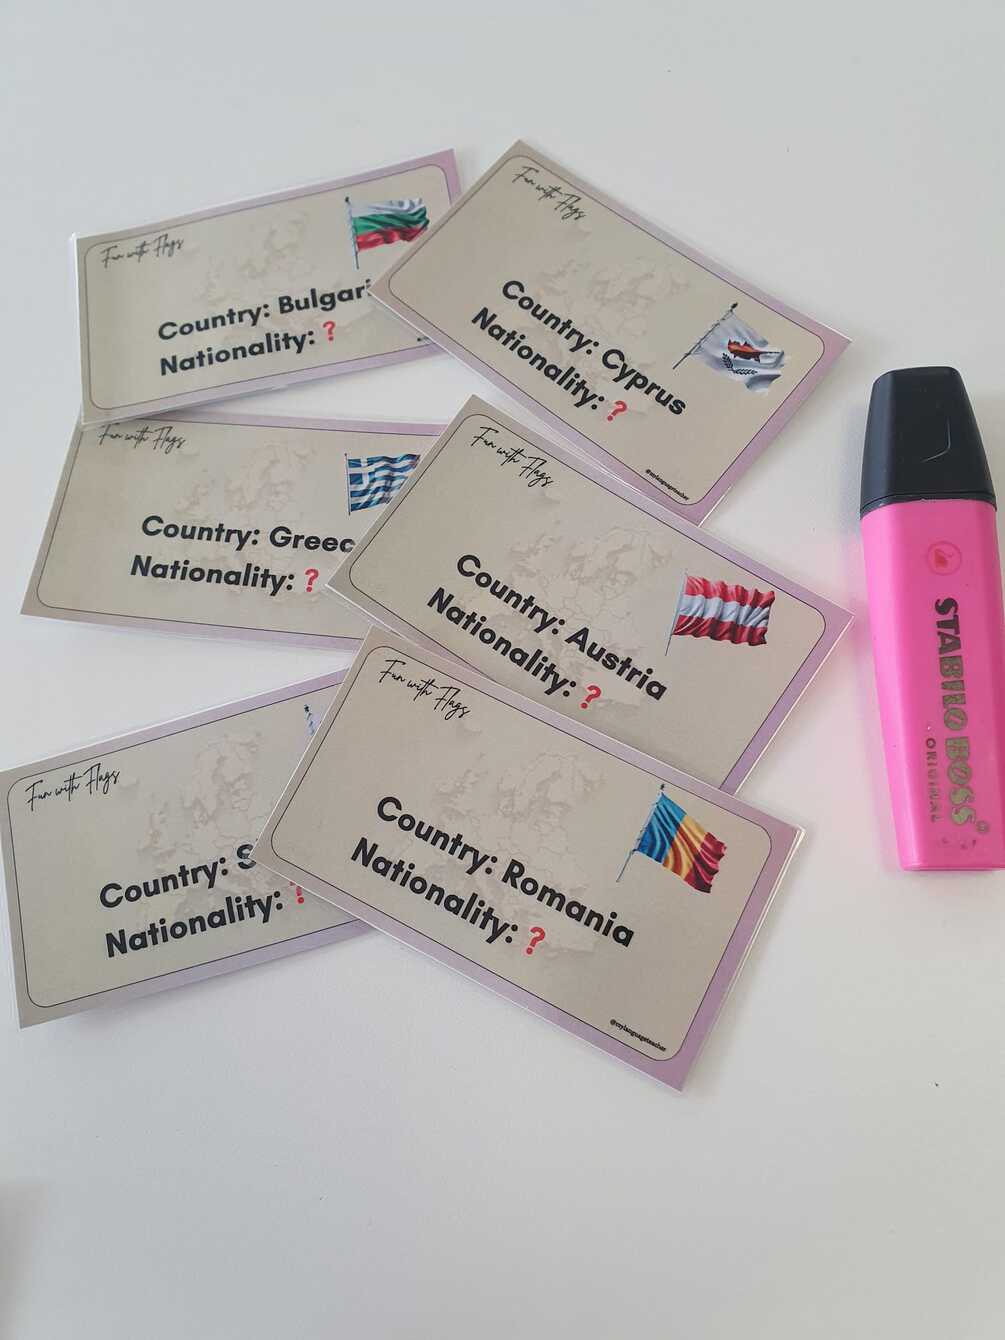 Fun with Flags
Country: Bulgari
Nationality: ?
Fun with Flags
Country: Cyprus
Nationality: ?
@mylanguageteacher
Fun with Flags
Country: Greec
Nationality: ?
Fun with Flags
Country: Austria
Nationality: ?
Fun with Flags
Country: S
Nationality: ?
Fun with Flags
Country: Romania
Nationality: ?
@mylanguageteacher
STABILO BOSS®
ORIGINAL